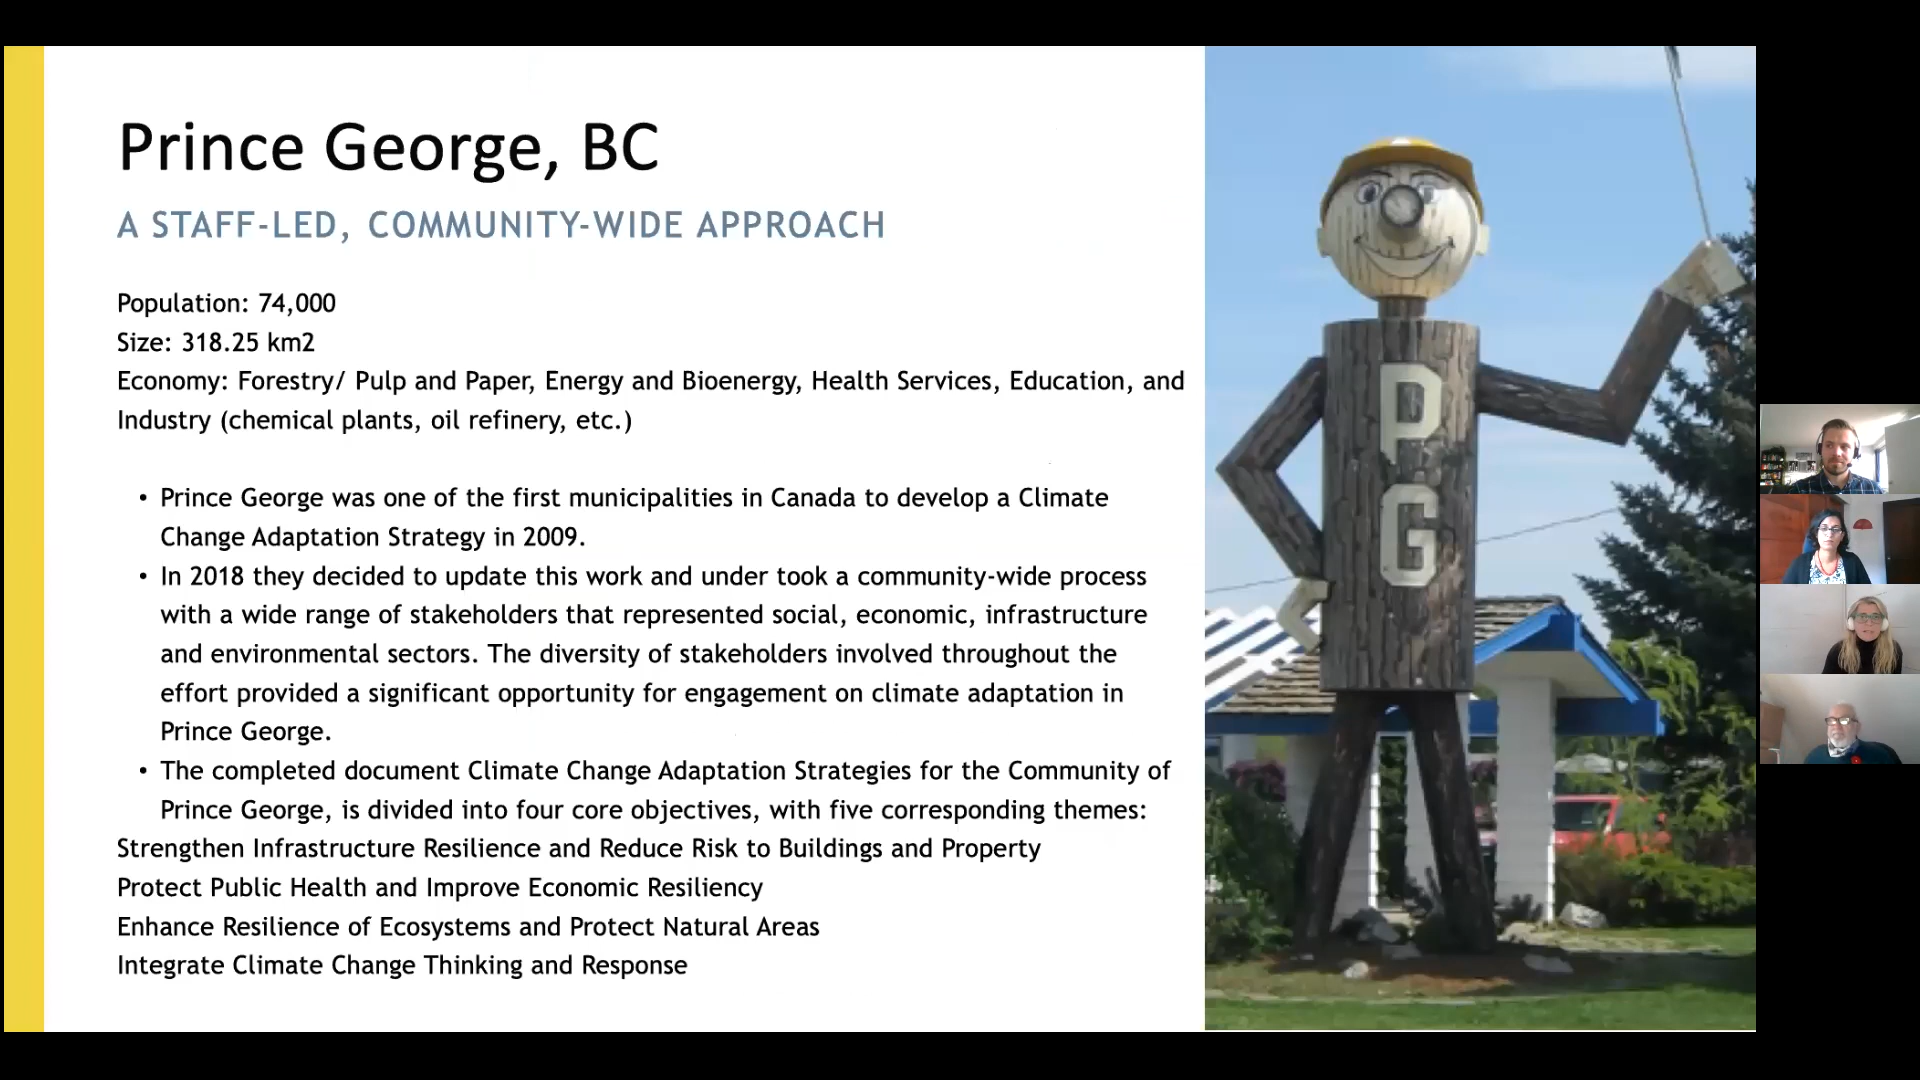 Prince George, BC
A STAFF-LED, COMMUNITY-WIDE APPROACH
Population: 74,000
Size: 318.25 km2
Economy: Forestry/ Pulp and Paper, Energy and Bioenergy, Health Services, Education, and
Industry (chemical plants, oil refinery, etc.)
• Prince George was one of the first municipalities in Canada to develop a Climate
Change Adaptation Strategy in 2009.
• In 2018 they decided to update this work and under took a community-wide process
with a wide range of stakeholders that represented social, economic, infrastructure
and environmental sectors. The diversity of stakeholders involved throughout the
effort provided a significant opportunity for engagement on climate adaptation in
Prince George.
• The completed document Climate Change Adaptation Strategies for the Community of
Prince George, is divided into four core objectives, with five corresponding themes:
Strengthen Infrastructure Resilience and Reduce Risk to Buildings and Property
Protect Public Health and Improve Economic Resiliency
Enhance Resilience of Ecosystems and Protect Natural Areas
Integrate Climate Change Thinking and Response
P
G